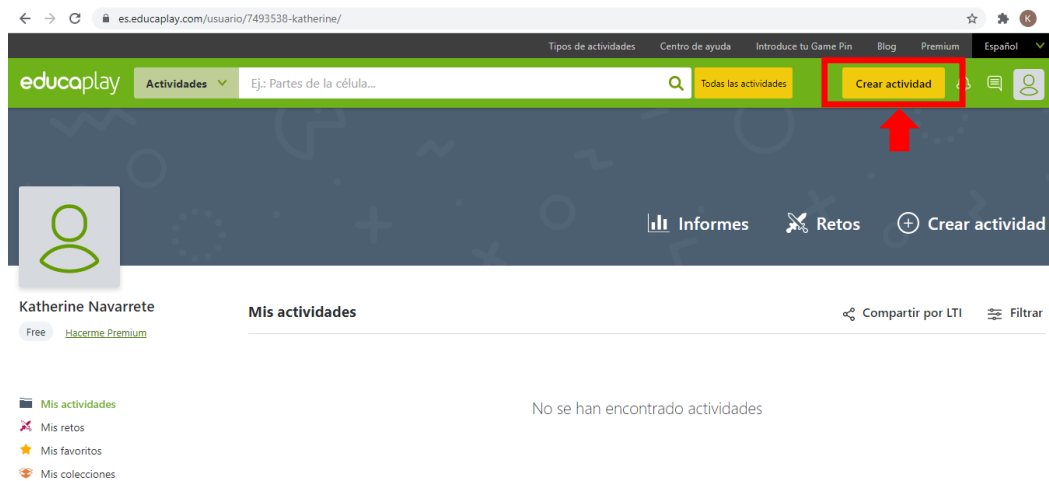 es.educaplay.com/usuario/7493538-katherine/
K
Tipos de actividades Centro de ayuda Introduce tu Game Pin Blog Premium Español
educaplay Actividades Ej.: Partes de la célula... Todas las actividades Crear actividad
Informes Retos Crear actividad
Katherine Navarrete
Free Hacerme Premium
Mis actividades Compartir por LTI Filtrar
Mis actividades
Mis retos
Mis favoritos
Mis colecciones
No se han encontrado actividades